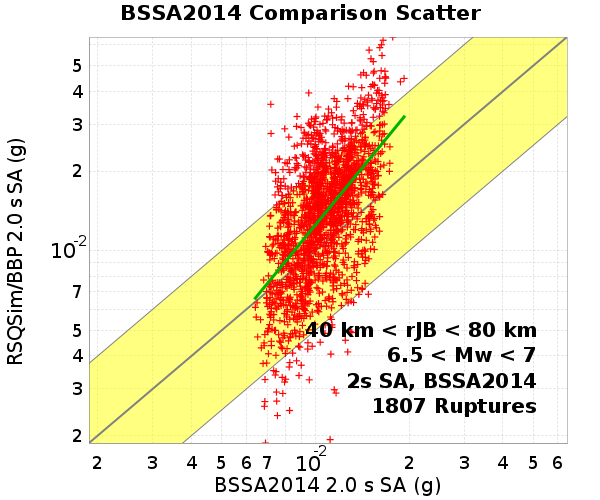 BSSA2014 Comparison Scatter
RSQSim/BBP 2.0 s SA (g)
5
4
3
2
10-2
7
5
4
3
2
40 km < rJB < 80 km
6.5 < Mw < 7
2s SA, BSSA2014
1807 Ruptures
2 3 4 5 6 7 10-2 2 3 4 5 6
BSSA2014 2.0 s SA (g)